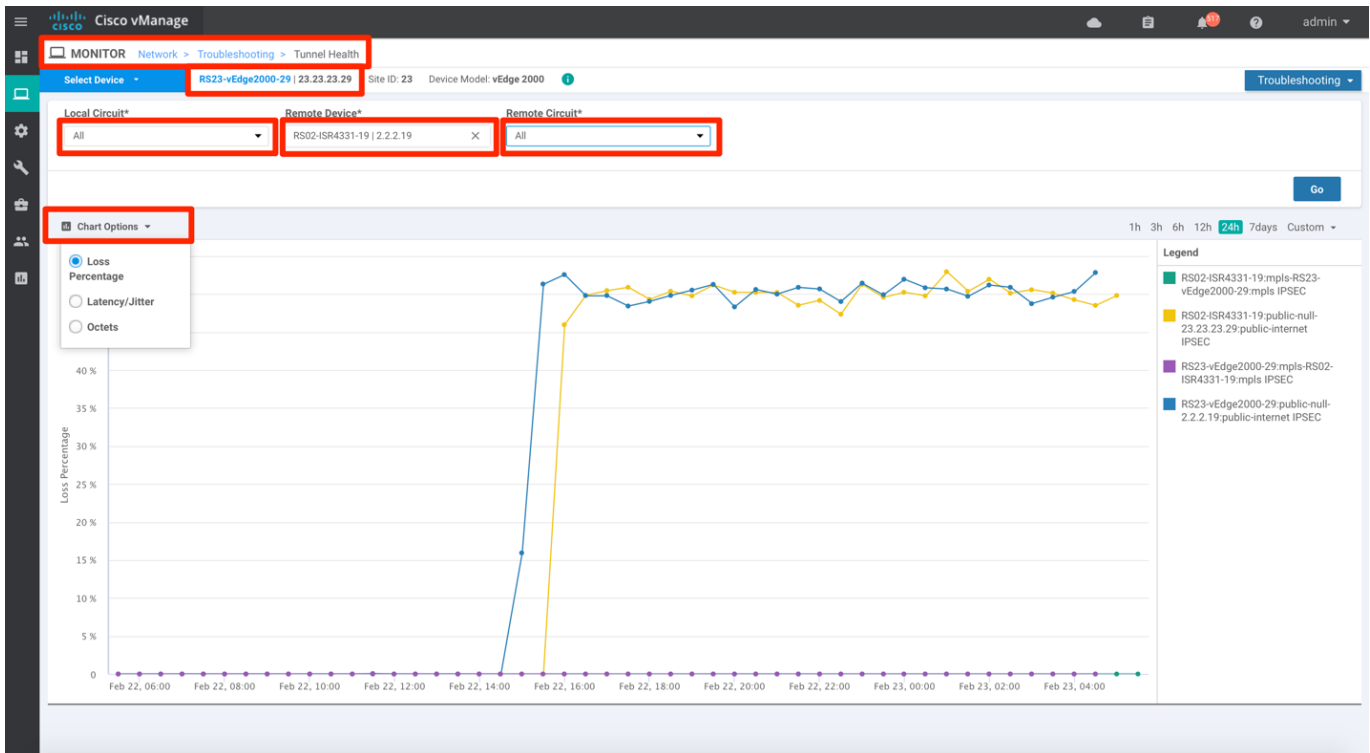 cisco Cisco vManage 517 admin
MONITOR Network > Troubleshooting > Tunnel Health
Select Device RS23-vEdge2000-29 | 23.23.23.29 Site ID: 23 Device Model: vEdge 2000 Troubleshooting
Local Circuit* Remote Device* Remote Circuit*
All RS02-ISR4331-19 | 2.2.2.19 All
Go
Chart Options 1h 3h 6h 12h 24h 7days Custom
Loss
Percentage
Latency/Jitter
Octets
Legend
RS02-ISR4331-19:mpls-RS23-
vEdge2000-29:mpls IPSEC
RS02-ISR4331-19:public-null-
23.23.23.29:public-internet
IPSEC
RS23-vEdge2000-29:mpls-RS02-
ISR4331-19:mpls IPSEC
RS23-vEdge2000-29:public-null-
2.2.2.19:public-internet IPSEC
Loss Percentage
40 %
35 %
30 %
25 %
20 %
15 %
10 %
5 %
0
Feb 22, 06:00 Feb 22, 08:00 Feb 22, 10:00 Feb 22, 12:00 Feb 22, 14:00 Feb 22, 16:00 Feb 22, 18:00 Feb 22, 20:00 Feb 22, 22:00 Feb 23, 00:00 Feb 23, 02:00 Feb 23, 04:00